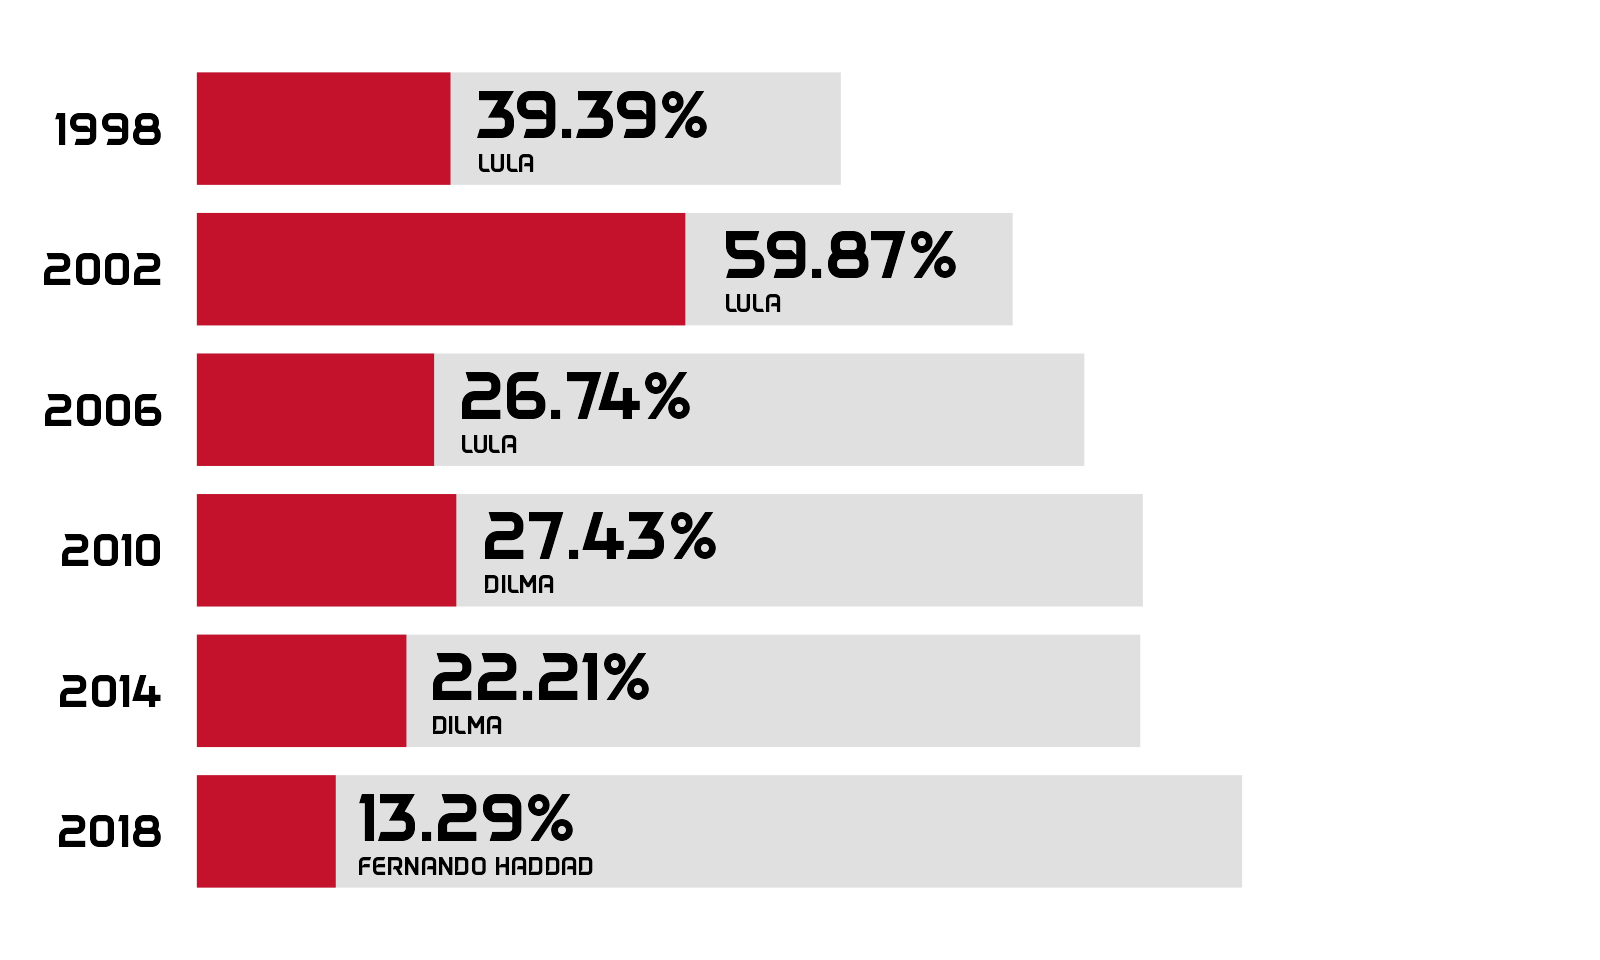 1998
39.39%
LULA
2002
59.87%
LULA
2006
26.74%
LULA
2010
27.43%
DILMA
2014
22.21%
DILMA
2018
13.29%
FERNANDO HADDAD